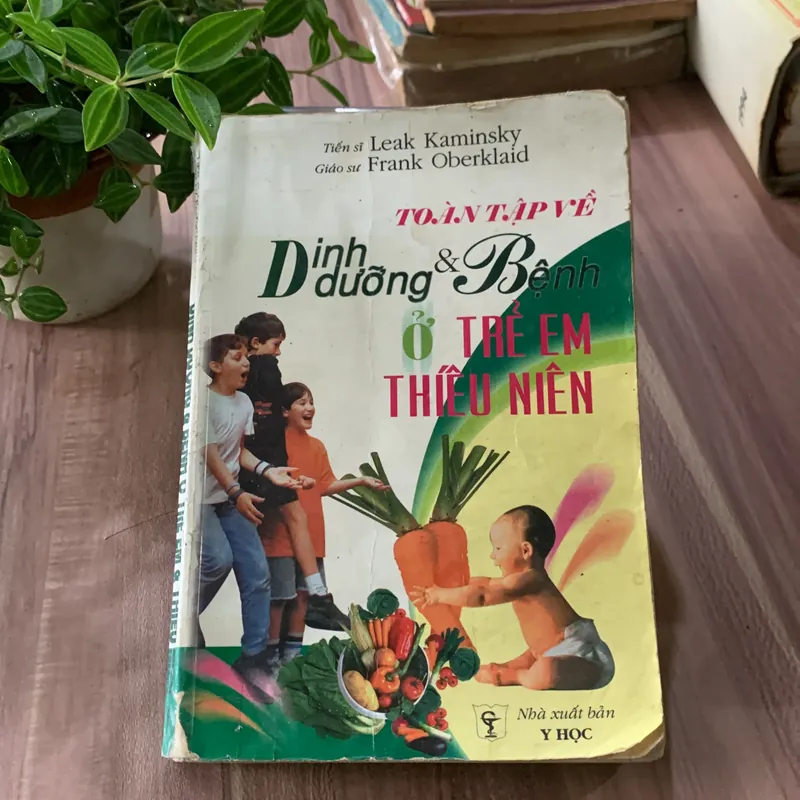 Tiến sĩ Leak Kaminsky
Giáo sư Frank Oberklaid
TOÀN TẬP VỀ
Dinh dưỡng & Bệnh
Ở TRẺ EM
THIẾU NIÊN
Nhà xuất bản
Y HỌC